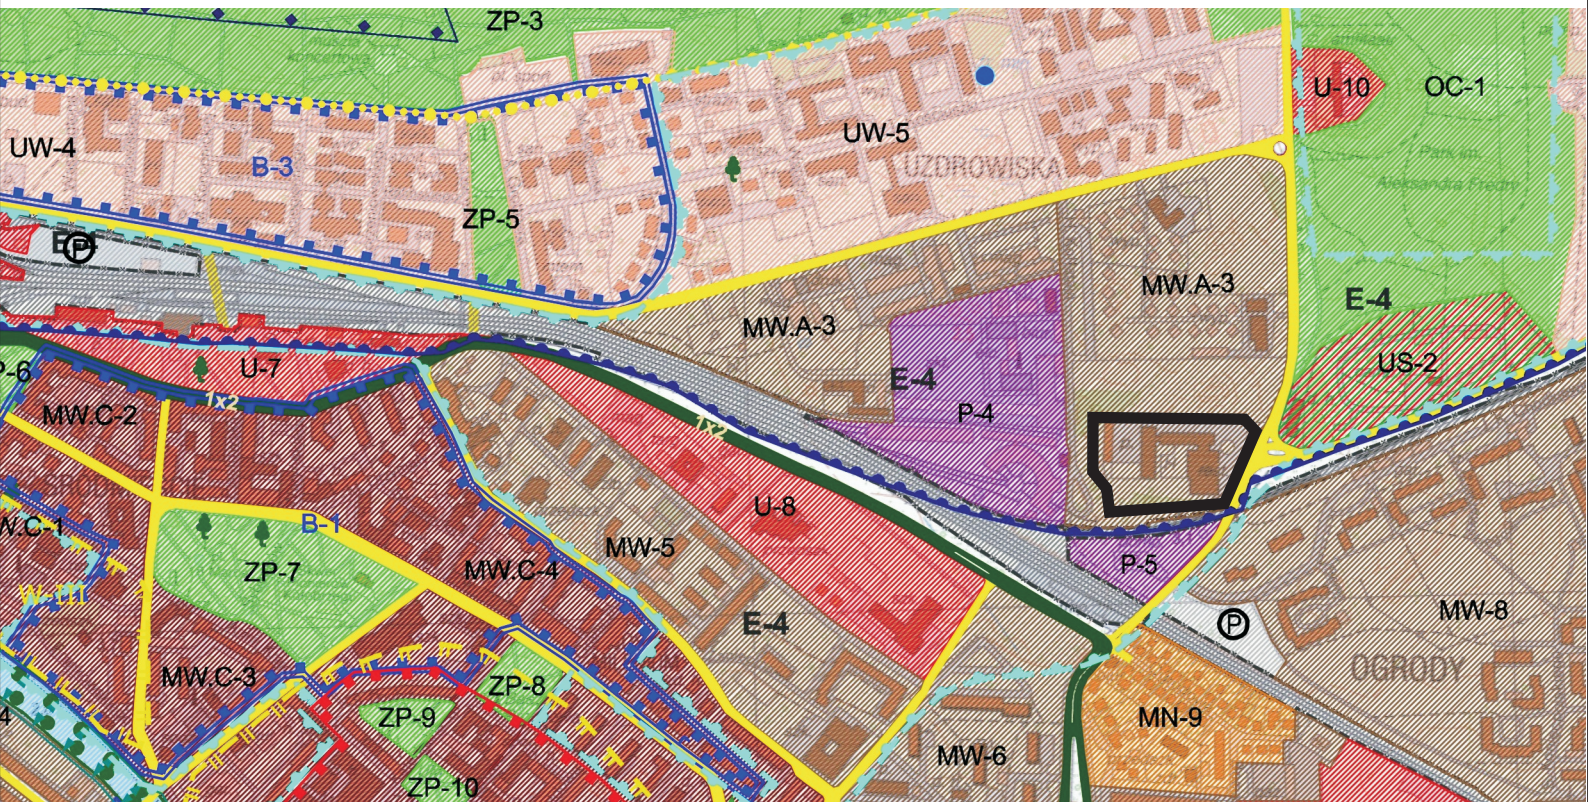 ZP-3
UW-4
B-3
ZP-5
UW-5
UZDROWISKA
U-10
OC-1
Park im.
Aleksandra Fredry
P
MW.A-3
MW.A-3
E-4
US-2
E-4
P-4
U-7
1x2
MW.C-2
1x2
U-8
MW-5
B-1
ZP-7
MW.C-4
W-III
MW.C-3
E-4
P-5
P
MW-8
OGRODY
ZP-8
ZP-9
ZP-10
MN-9
MW-6